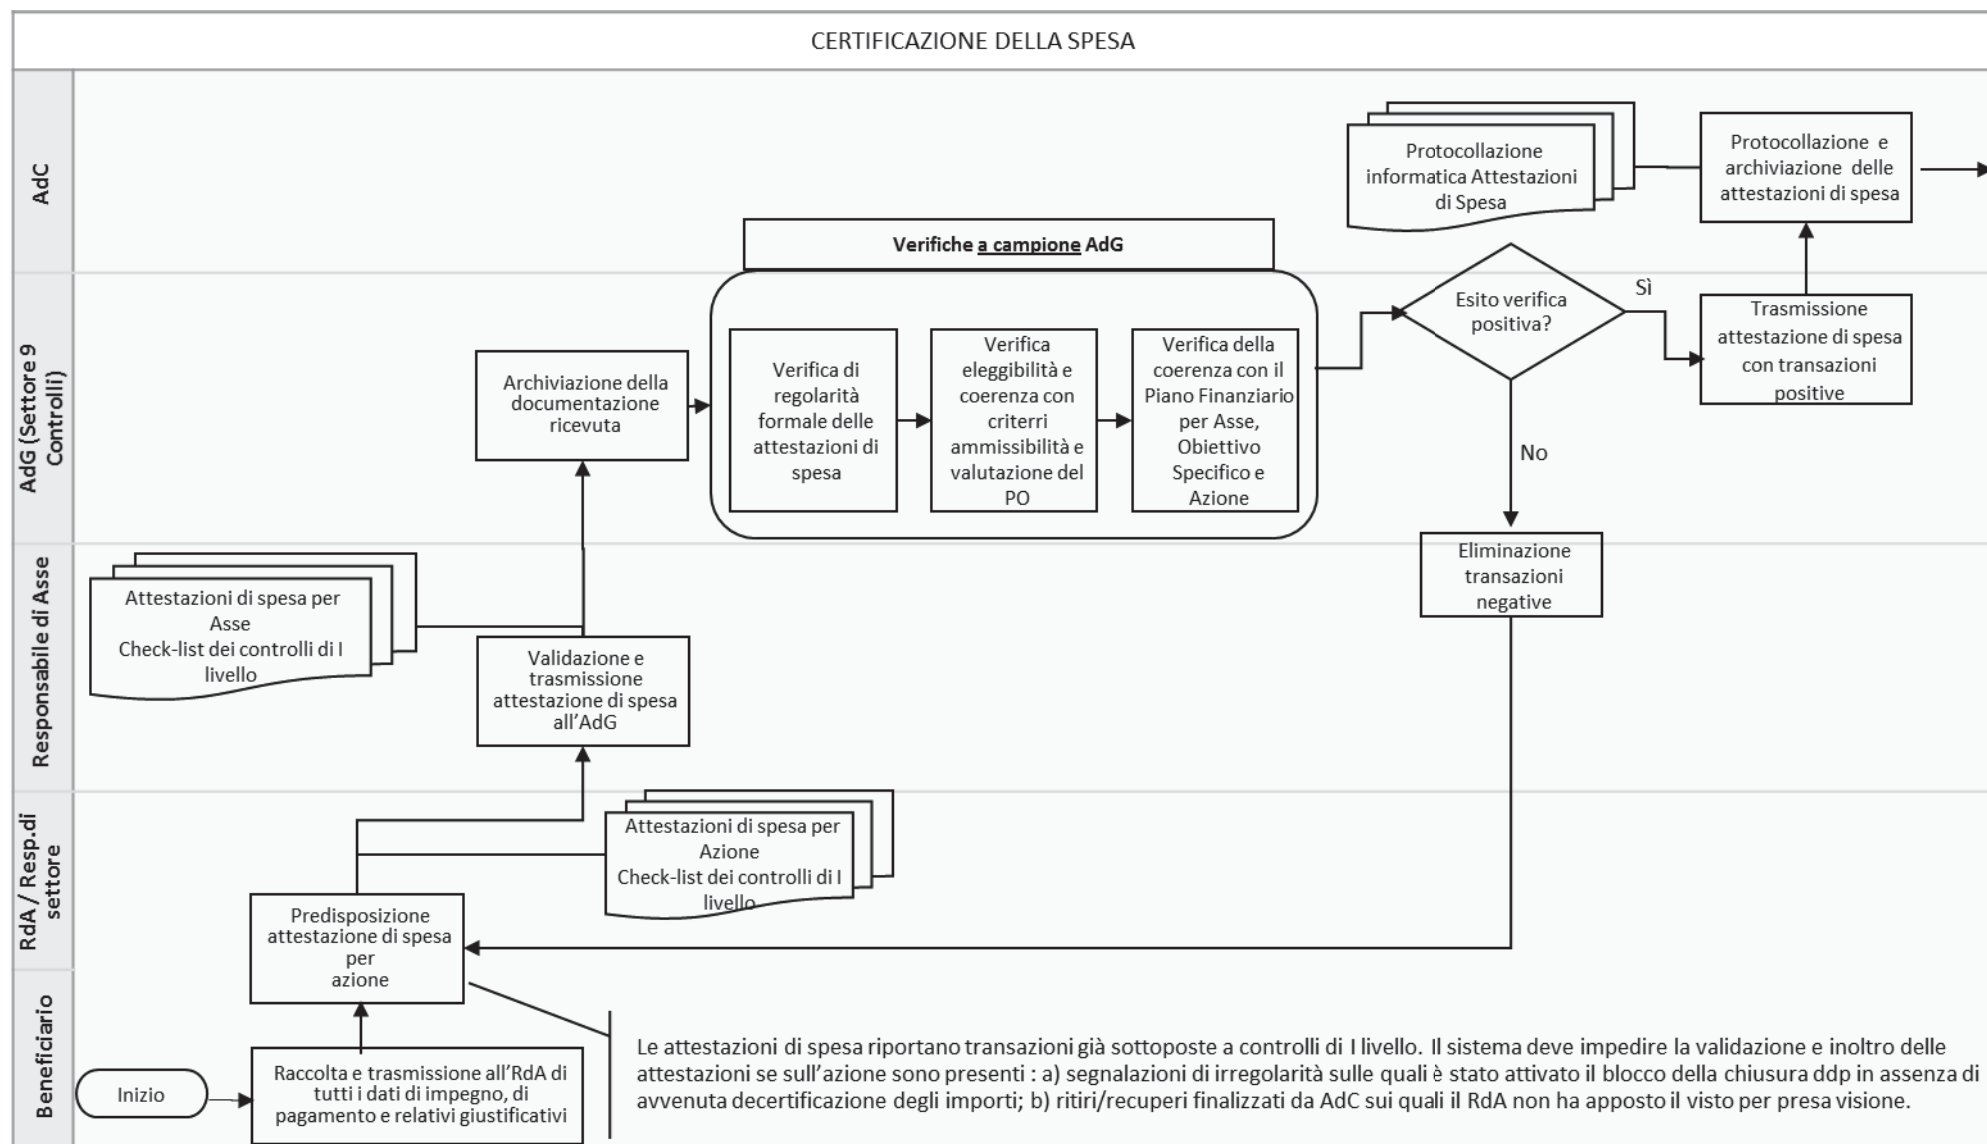 CERTIFICAZIONE DELLA SPESA
AdC
Protocollazione
informatica Attestazioni
di Spesa
Protocollazione e
archiviazione delle
attestazioni di spesa
Verifiche a campione AdG
AdG (Settore 9
Controlli)
Archiviazione della
documentazione
ricevuta
Verifica di
regolarità
formale delle
attestazioni di
spesa
Verifica
eleggibilità e
coerenza con
criterri
ammissibilità e
valutazione del
PO
Verifica della
coerenza con il
Piano Finanziario
per Asse,
Obiettivo
Specifico e
Azione
Esito verifica
positiva?
Sì
No
Trasmissione
attestazione di spesa
con transazioni
positive
Responsabile di Asse
Attestazioni di spesa per
Asse
Check-list dei controlli di I
livello
Validazione e
trasmissione
attestazione di spesa
all'AdG
Eliminazione
transazioni
negative
RdA / Resp.di
settore
Attestazioni di spesa per
Azione
Check-list dei controlli di I
livello
Predisposizione
attestazione di spesa
per
azione
Beneficiario
Inizio
Raccolta e trasmissione all'RdA di
tutti i dati di impegno, di
pagamento e relativi giustificativi
Le attestazioni di spesa riportano transazioni già sottoposte a controlli di I livello. Il sistema deve impedire la validazione e inoltro delle
attestazioni se sull'azione sono presenti : a) segnalazioni di irregolarità sulle quali è stato attivato il blocco della chiusura ddp in assenza di
avvenuta decertificazione degli importi; b) ritiri/recuperi finalizzati da AdC sui quali il RdA non ha apposto il visto per presa visione.